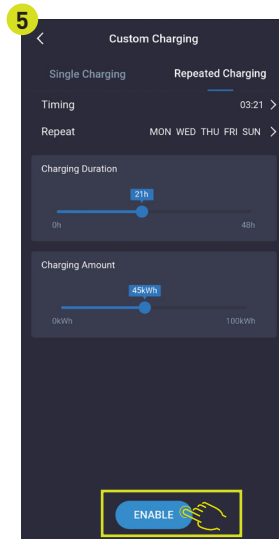 5
Custom Charging
Single Charging Repeated Charging
Timing 03:21
Repeat MON WED THU FRI SUN
Charging Duration
21h
0h 48h
Charging Amount
45kWh
0kWh 100kWh
ENABLE